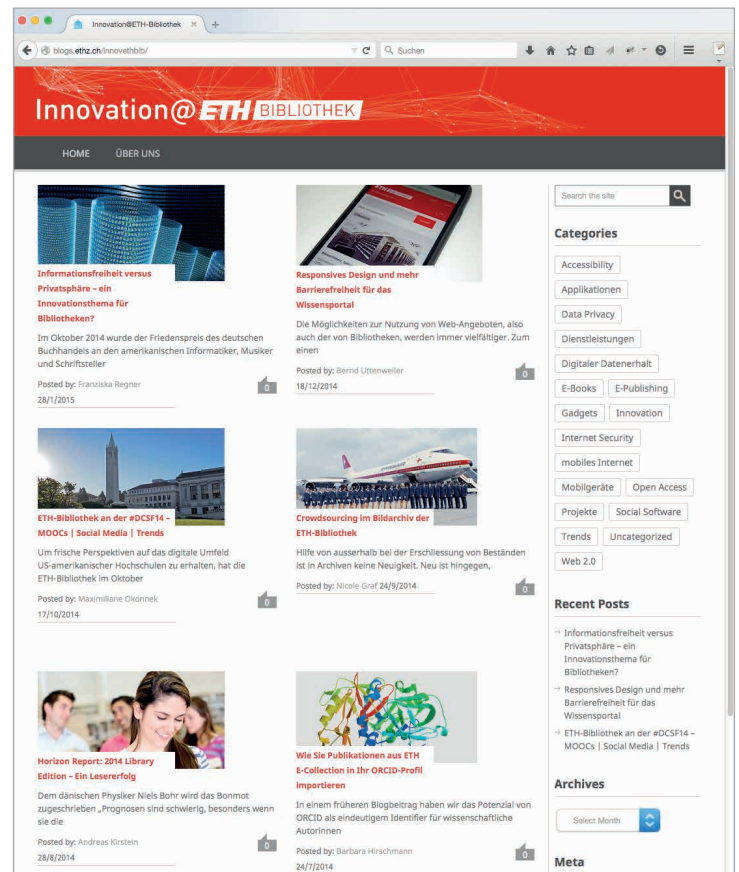 Innovation@ETH-Bibliothek
blogs.ethz.ch/innovethbib/
Suchen
Innovation@ ETH BIBLIOTHEK
HOME ÜBER UNS
Informationsfreiheit versus
Privatsphäre – ein
Innovationsthema für
Bibliotheken?
Im Oktober 2014 wurde der Friedenspreis des deutschen
Buchhandels an den amerikanischen Informatiker, Musiker
und Schriftsteller
Posted by: Franziska Regner
28/1/2015
0
Responsives Design und mehr
Barrierefreiheit für das
Wissensportal
Die Möglichkeiten zur Nutzung von Web-Angeboten, also
auch der von Bibliotheken, werden immer vielfältiger. Zum
einen
Posted by: Bernd Uttenweiler
18/12/2014
0
ETH-Bibliothek an der #DCSF14 –
MOOCs | Social Media | Trends
Um frische Perspektiven auf das digitale Umfeld
US-amerikanischer Hochschulen zu erhalten, hat die
ETH-Bibliothek im Oktober
Posted by: Maximiliane Okonnek
17/10/2014
0
Crowdsourcing im Bildarchiv der
ETH-Bibliothek
Hilfe von ausserhalb bei der Erschliessung von Beständen
ist in Archiven keine Neuigkeit. Neu ist hingegen,
Posted by: Nicole Graf 24/9/2014
0
Horizon Report: 2014 Library
Edition – Ein Lesererfolg
Dem dänischen Physiker Niels Bohr wird das Bonmot
zugeschrieben „Prognosen sind schwierig, besonders wenn
sie die
Posted by: Andreas Kirstein
28/8/2014
0
Wie Sie Publikationen aus ETH
E-Collection in Ihr ORCID-Profil
importieren
In einem früheren Blogbeitrag haben wir das Potenzial von
ORCID als eindeutigem Identifier für wissenschaftliche
Autorinnen
Posted by: Barbara Hirschmann
24/7/2014
0
Search the site
Categories
Accessibility
Applikationen
Data Privacy
Dienstleistungen
Digitaler Datenerhalt
E-Books E-Publishing
Gadgets Innovation
Internet Security
mobiles Internet
Mobilgeräte Open Access
Projekte Social Software
Trends Uncategorized
Web 2.0
Recent Posts
Informationsfreiheit versus
Privatsphäre – ein
Innovationsthema für
Bibliotheken?
Responsives Design und mehr
Barrierefreiheit für das
Wissensportal
ETH-Bibliothek an der #DCSF14 –
MOOCs | Social Media | Trends
Archives
Select Month
Meta